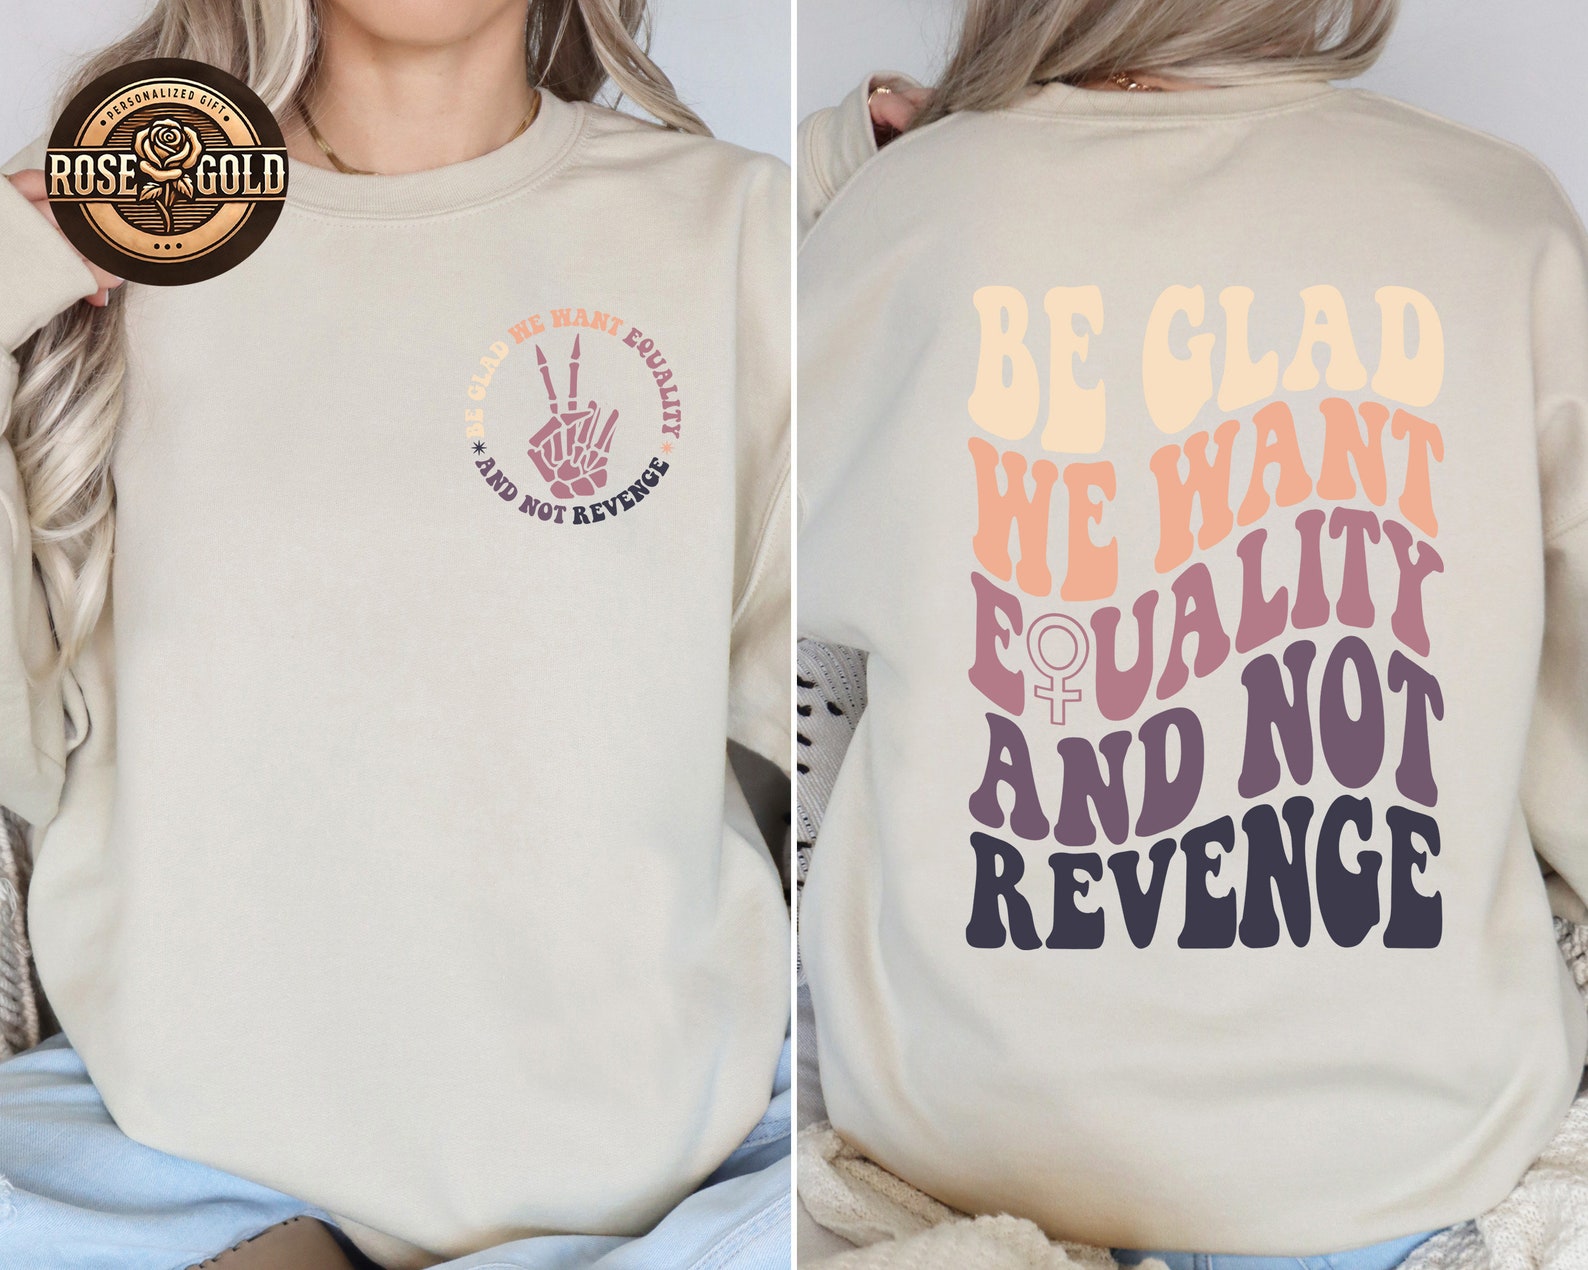 PERSONALIZED GIFT
ROSE GOLD
BE GLAD WE WANT EQUALITY
AND NOT REVENGE
BE GLAD
WE WANT
EQUALITY
AND NOT
REVENGE